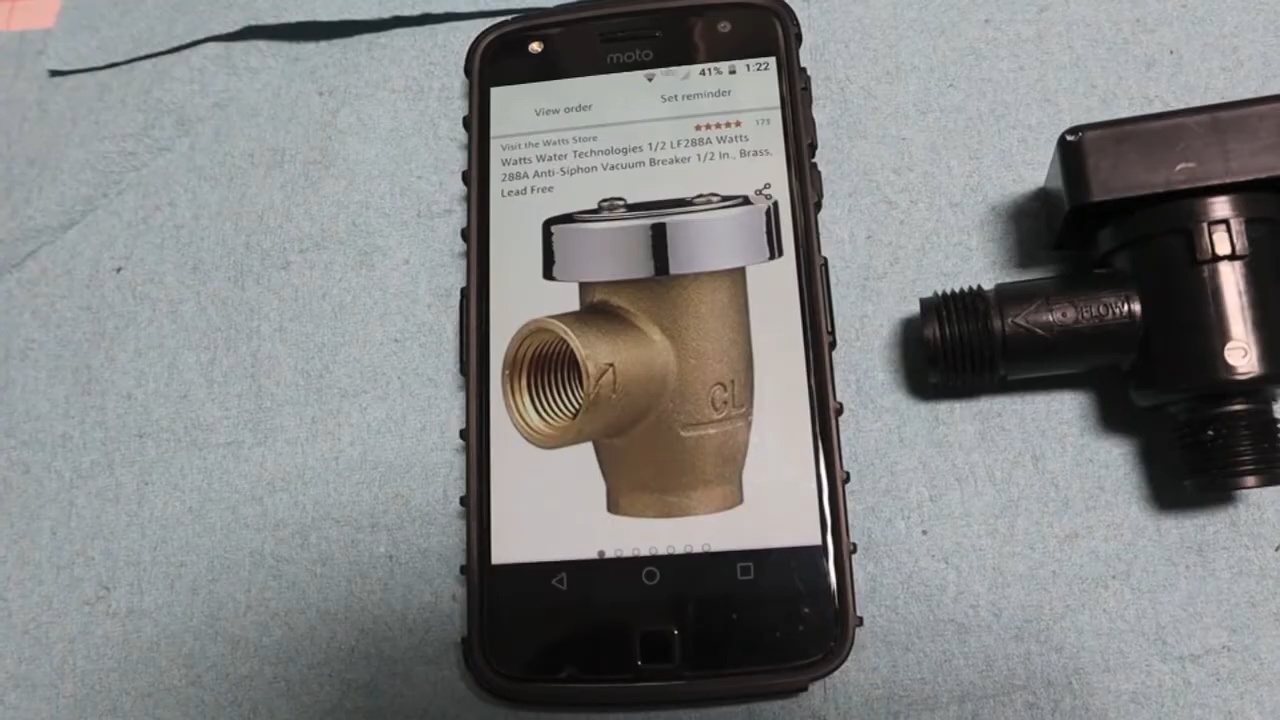 moto
41% 1:22
View order Set reminder
Visit the Watts Store 173
Watts Water Technologies 1/2 LF288A Watts
288A Anti-Siphon Vacuum Breaker 1/2 In., Brass,
Lead Free
CL
FLOW